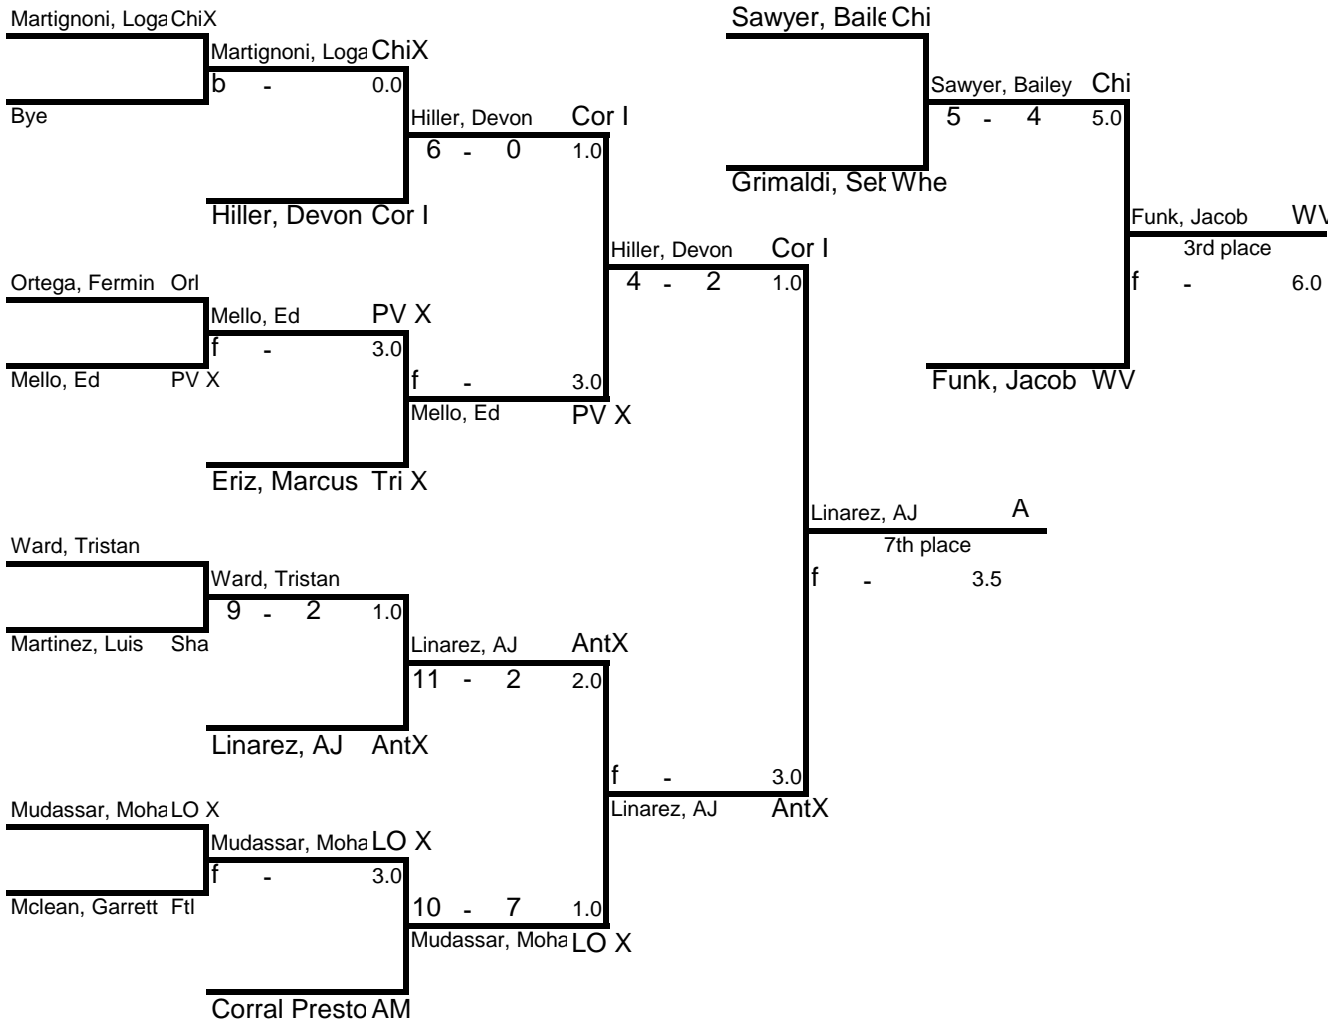 Martignoni, Loga ChiX
Martignoni, Loga ChiX
b - 0.0
Bye
Hiller, Devon Cor I
6 - 0 1.0
Hiller, Devon Cor I
Hiller, Devon Cor I
4 - 2 1.0
Ortega, Fermin Orl
Mello, Ed PV X
f - 3.0
Mello, Ed PV X
f - 3.0
Mello, Ed PV X
Eriz, Marcus Tri X
Linarez, AJ A
7th place
f - 3.5
Ward, Tristan
Ward, Tristan
9 - 2 1.0
Martinez, Luis Sha
Linarez, AJ AntX
11 - 2 2.0
Linarez, AJ AntX
f - 3.0
Linarez, AJ AntX
Mudassar, Moha LO X
Mudassar, Moha LO X
f - 3.0
Mclean, Garrett Ftl
10 - 7 1.0
Mudassar, Moha LO X
Corral Presto AM
Sawyer, Baile Chi
Sawyer, Bailey Chi
5 - 4 5.0
Grimaldi, Set Whe
Funk, Jacob WV
3rd place
f - 6.0
Funk, Jacob WV